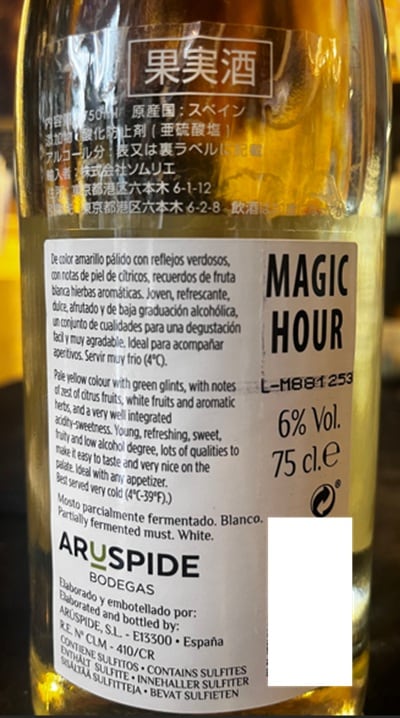 果実酒
内容量:750ml 原産国:スペイン
添加物:酸化防止剤(亜硫酸塩)
アルコール分:表又は裏ラベルに記載
輸入者:株式会社ソムリエ
東京都港区六本木 6-1-12
東京都港区六本木 6-2-8 飲酒
De color amarillo pálido con reflejos verdosos,
con notas de piel de cítricos, recuerdos de fruta
blanca hierbas aromáticas. Joven, refrescante,
dulce, afrutado y de baja graduación alcohólica,
un conjunto de cualidades para una degustación
fácil y muy agradable. Ideal para acompañar
aperitivos. Servir muy frio (4°C).
Pale yellow colour with green glints, with notes
of zest of citrus fruits, white fruits and aromatic
herbs, and a very well integrated
acidity-sweetness. Young, refreshing, sweet,
fruity and low alcohol degree, lots of qualities to
make it easy to taste and very nice on the
palate. Ideal with any appetizer.
Best served very cold (4°C-39°F).)
Mosto parcialmente fermentado. Blanco.
Partially fermented must. White.
ARUSPIDE
BODEGAS
Elaborado y embotellado por:
Elaborated and bottled by:
ARÚSPIDE, S.L. - E13300 • España
R.E. Nº CLM - 410/CR
CONTIENE SULFITOS • CONTAINS SULFITES
ENTHÄLT SULFITE • INNEHALLER SULFITER
SISÄLTÄÄ SULFIITTEJA • BEVAT SULFIETEN
MAGIC
HOUR
L-M881253
6% Vol.
75 cl.e